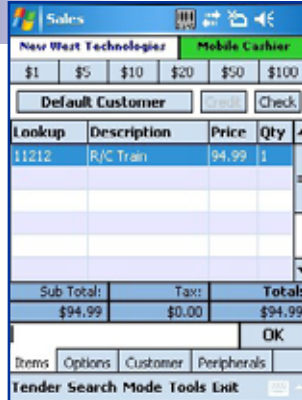 Sales
New West Technologies Mobile Cashier
$1 $5 $10 $20 $50 $100
Default Customer Credit Check
Lookup Description Price Qty
11212 R/C Train 94.99 1
Sub Total: Tax: Total:
$94.99 $0.00 $94.99
OK
Items Options Customer Peripherals
Tender Search Mode Tools Exit